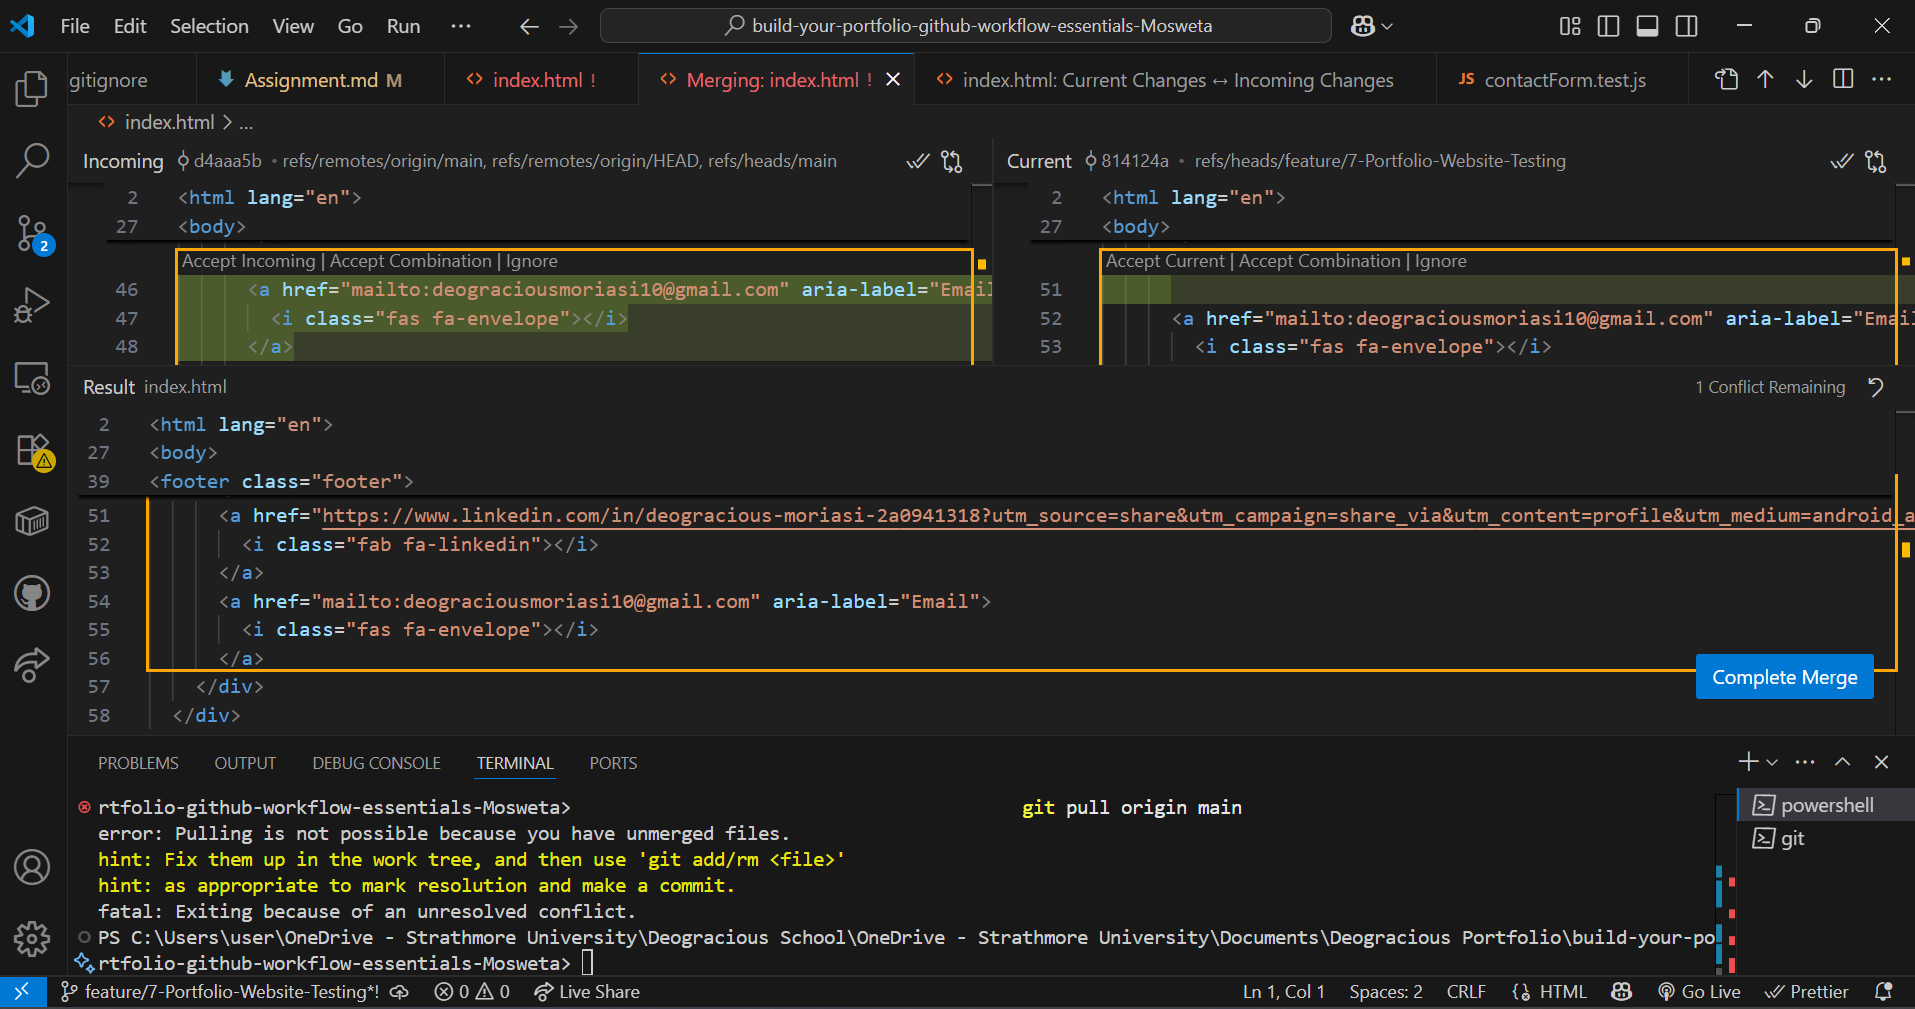 File Edit Selection View Go Run ··· build-your-portfolio-github-workflow-essentials-Mosweta
gitignore Assignment.md M <> index.html ! <> Merging: index.html ! <> index.html: Current Changes ↔ Incoming Changes JS contactForm.test.js
<> index.html > ...
Incoming d4aaa5b • refs/remotes/origin/main, refs/remotes/origin/HEAD, refs/heads/main
2 <html lang="en">
27 <body>
Accept Incoming | Accept Combination | Ignore
46 <a href="mailto:deograciousmoriasi10@gmail.com" aria-label="Email
47 <i class="fas fa-envelope"></i>
48 </a>
Current 814124a • refs/heads/feature/7-Portfolio-Website-Testing
2 <html lang="en">
27 <body>
Accept Current | Accept Combination | Ignore
51
52 <a href="mailto:deograciousmoriasi10@gmail.com" aria-label="Email
53 <i class="fas fa-envelope"></i>
Result index.html 1 Conflict Remaining
2 <html lang="en">
27 <body>
39 <footer class="footer">
51 <a href="https://www.linkedin.com/in/deogracious-moriasi-2a0941318?utm_source=share&utm_campaign=share_via&utm_content=profile&utm_medium=android_a
52 <i class="fab fa-linkedin"></i>
53 </a>
54 <a href="mailto:deograciousmoriasi10@gmail.com" aria-label="Email">
55 <i class="fas fa-envelope"></i>
56 </a>
57 </div>
58 </div>
Complete Merge
PROBLEMS OUTPUT DEBUG CONSOLE TERMINAL PORTS
rtfolio-github-workflow-essentials-Mosweta> git pull origin main
error: Pulling is not possible because you have unmerged files.
hint: Fix them up in the work tree, and then use 'git add/rm <file>'
hint: as appropriate to mark resolution and make a commit.
fatal: Exiting because of an unresolved conflict.
PS C:\Users\user\OneDrive - Strathmore University\Deogracious School\OneDrive - Strathmore University\Documents\Deogracious Portfolio\build-your-po
rtfolio-github-workflow-essentials-Mosweta>
powershell
git
2
feature/7-Portfolio-Website-Testing*! 0 0 Live Share Ln 1, Col 1 Spaces: 2 CRLF {} HTML Go Live Prettier